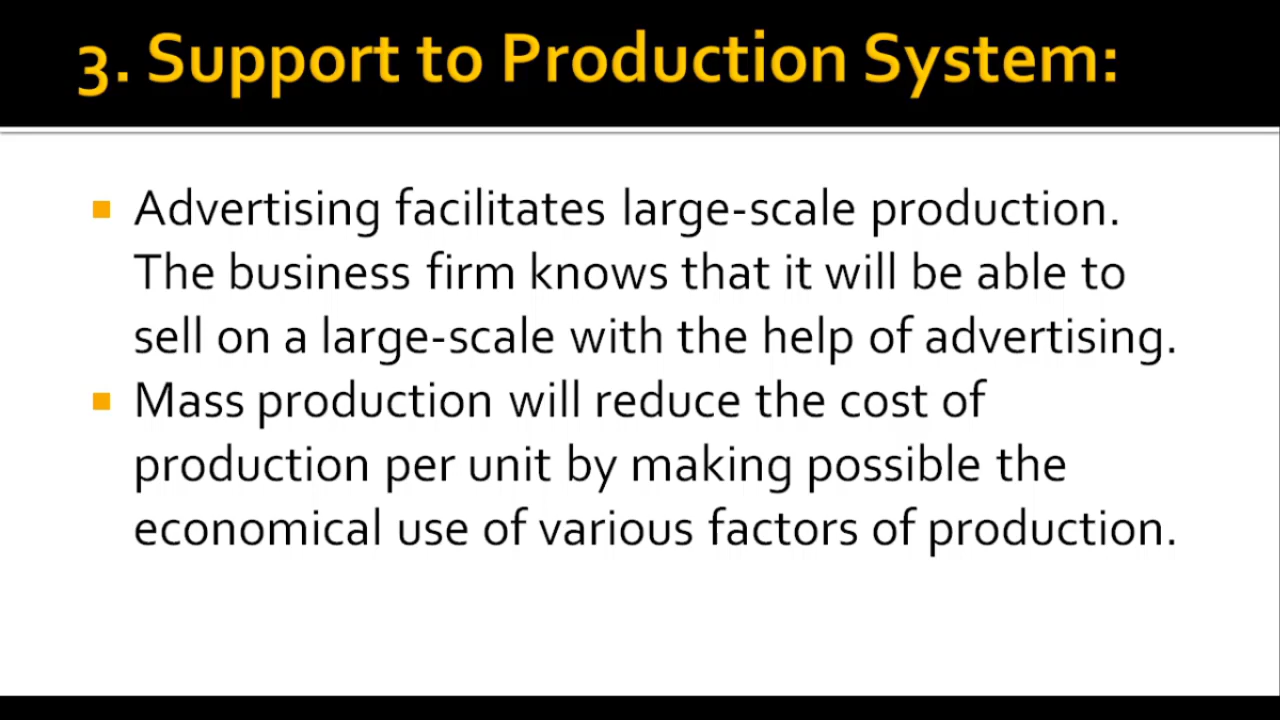 3. Support to Production System:
Advertising facilitates large-scale production.
The business firm knows that it will be able to
sell on a large-scale with the help of advertising.
Mass production will reduce the cost of
production per unit by making possible the
economical use of various factors of production.